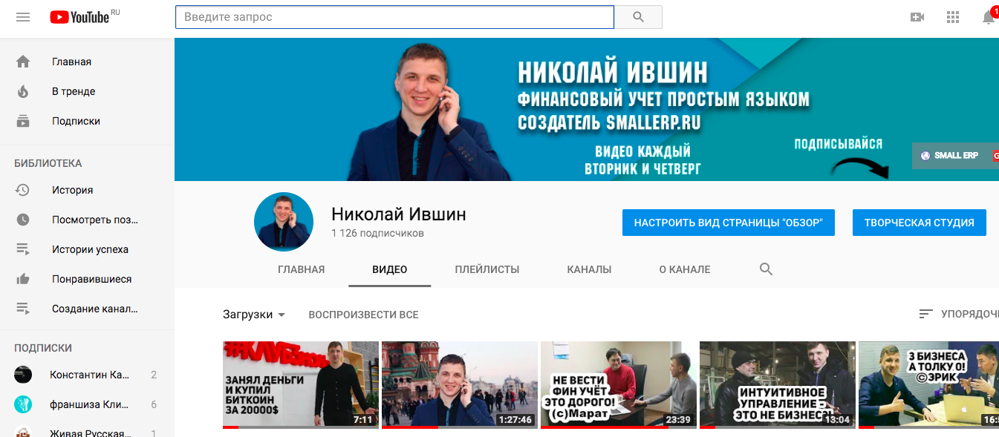 YouTube RU
Введите запрос
1
Главная
В тренде
Подписки
БИБЛИОТЕКА
История
Посмотреть поз...
Истории успеха
Понравившиеся
Создание канал...
ПОДПИСКИ
Константин Ка... 2
франшиза Кли... 6
Живая Русская... 1
НИКОЛАЙ ИВШИН
ФИНАНСОВЫЙ УЧЕТ ПРОСТЫМ ЯЗЫКОМ
СОЗДАТЕЛЬ SMALLERP.RU
ВИДЕО КАЖДЫЙ
ВТОРНИК И ЧЕТВЕРГ
ПОДПИСЫВАЙСЯ
SMALL ERP
Николай Ившин
1 126 подписчиков
НАСТРОИТЬ ВИД СТРАНИЦЫ "ОБЗОР"
ТВОРЧЕСКАЯ СТУДИЯ
ГЛАВНАЯ ВИДЕО ПЛЕЙЛИСТЫ КАНАЛЫ О КАНАЛЕ
Загрузки ВОСПРОИЗВЕСТИ ВСЕ УПОРЯДОЧ
ЗАНЯЛ ДЕНЬГИ
И КУПИЛ
БИТКОИН
ЗА 20000$
7:11
1:27:46
НЕ ВЕСТИ
ФИН УЧЁТ
ЭТО ДОРОГО!
(с)Марат
23:39
ИНТУИТИВНОЕ
УПРАВЛЕНИЕ -
ЭТО НЕ БИЗНЕС
13:04
3 БИЗНЕСА
А ТОЛКУ 0!
©ЭРИК